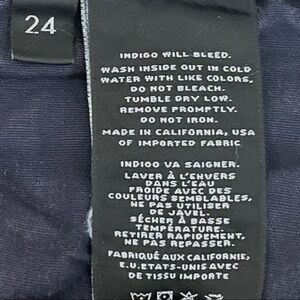 24
INDIGO WILL BLEED.
WASH INSIDE OUT IN COLD
WATER WITH LIKE COLORS.
DO NOT BLEACH.
TUMBLE DRY LOW.
REMOVE PROMPTLY.
DO NOT IRON.
MADE IN CALIFORNIA, USA
OF IMPORTED FABRIC
INDIGO VA SAIGNER.
LAVER À L'ENVERS
DANS L'EAU
FROIDE AVEC DES
COULEURS SEMBLABLES,
NE PAS UTILISER
DE JAVEL.
SÉCHER À BASSE
TEMPÉRATURE.
RETIRER RAPIDEMENT,
NE PAS REPASSER.
FABRIQUÉ AUX CALIFORNIE,
E.U.ETATS-UNIS AVEC
DE TISSU IMPORTE